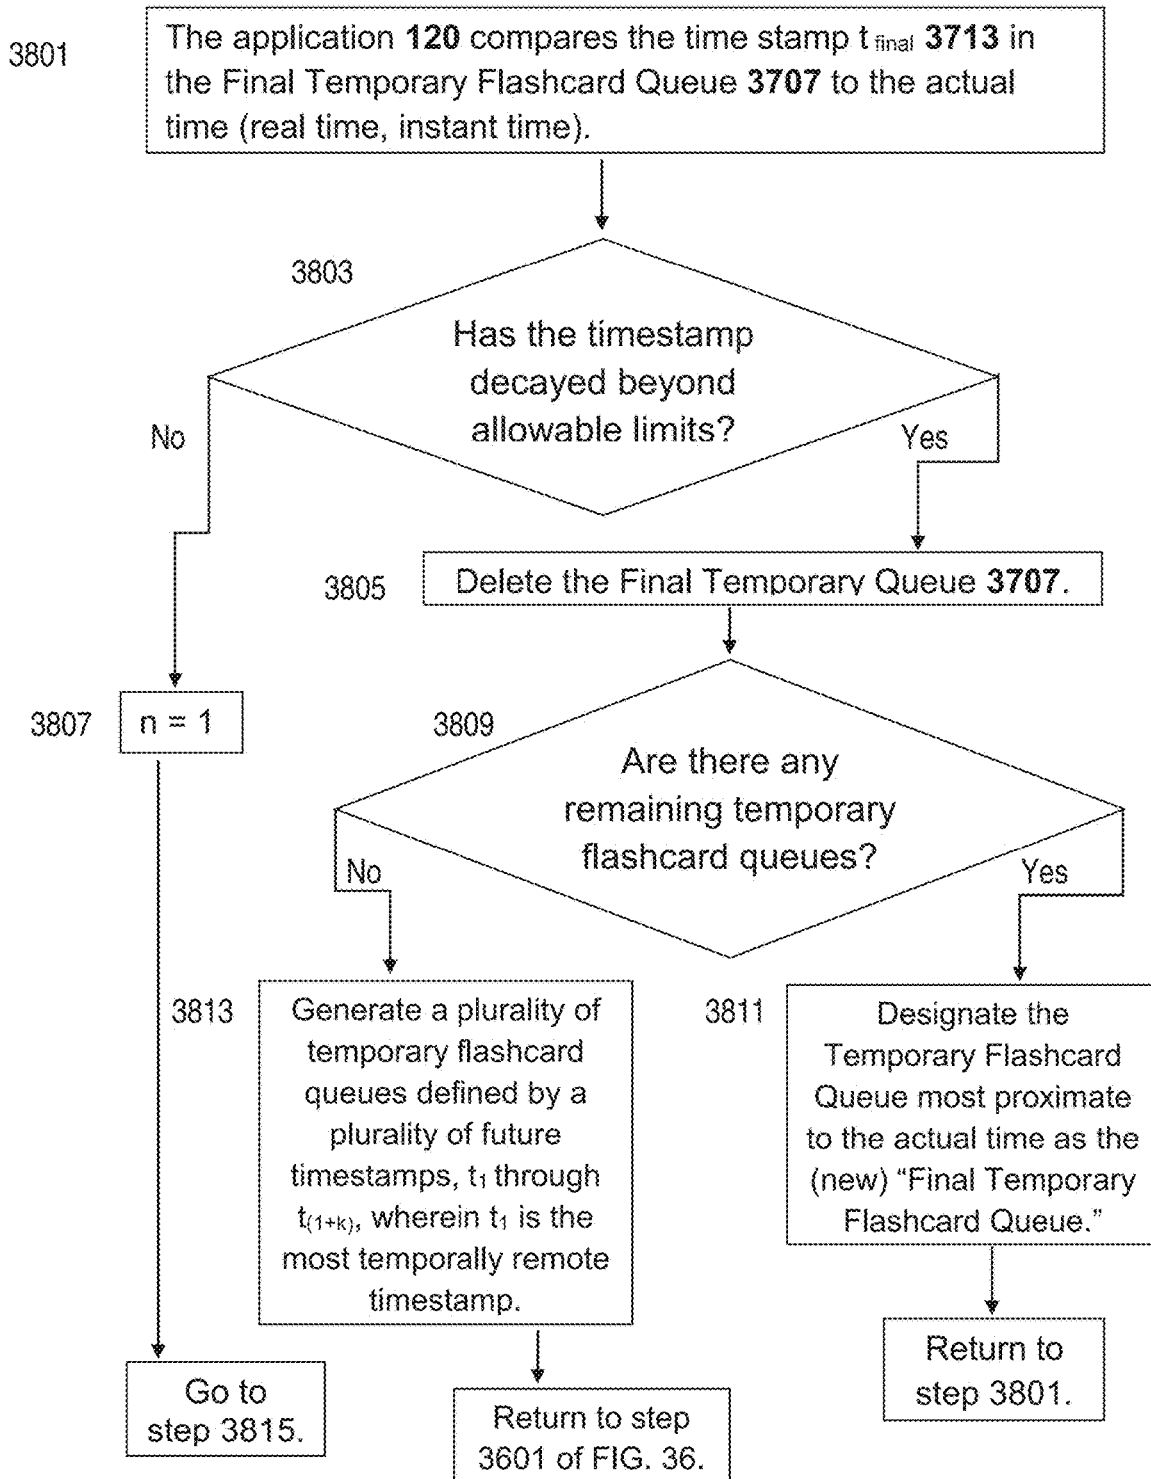 3801
The application 120 compares the time stamp t final 3713 in
the Final Temporary Flashcard Queue 3707 to the actual
time (real time, instant time).
3803
Has the timestamp
decayed beyond
allowable limits?
No
Yes
3805
Delete the Final Temporary Queue 3707.
3807
n = 1
3809
Are there any
remaining temporary
flashcard queues?
No
Yes
3813
Generate a plurality of
temporary flashcard
queues defined by a
plurality of future
timestamps, t1 through
t(1+k), wherein t1 is the
most temporally remote
timestamp.
3811
Designate the
Temporary Flashcard
Queue most proximate
to the actual time as the
(new) “Final Temporary
Flashcard Queue.”
Go to
step 3815.
Return to step
3601 of FIG. 36.
Return to
step 3801.